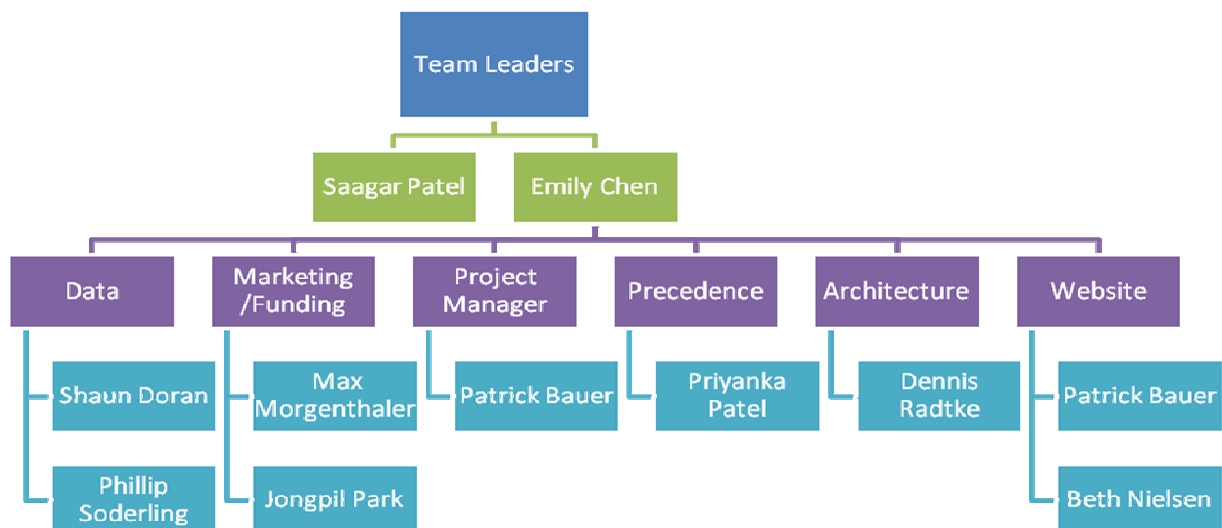 Team Leaders
Saagar Patel
Emily Chen
Data
Marketing
/Funding
Project
Manager
Precedence
Architecture
Website
Shaun Doran
Max
Morgenthaler
Patrick Bauer
Priyanka
Patel
Dennis
Radtke
Patrick Bauer
Phillip
Soderling
Jongpil Park
Beth Nielsen